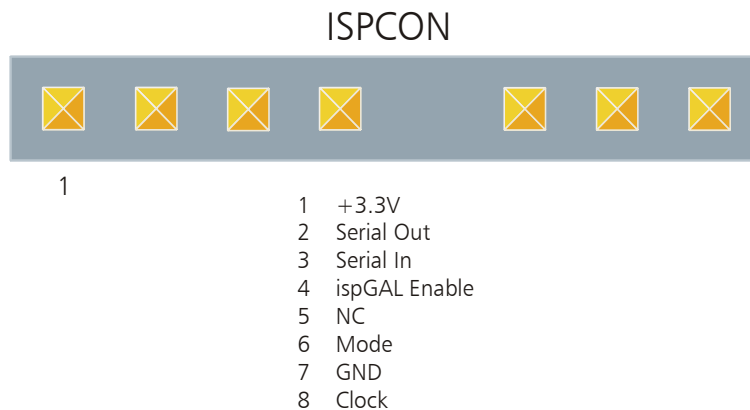 ISPCON
1
1 +3.3V
2 Serial Out
3 Serial In
4 ispGAL Enable
5 NC
6 Mode
7 GND
8 Clock